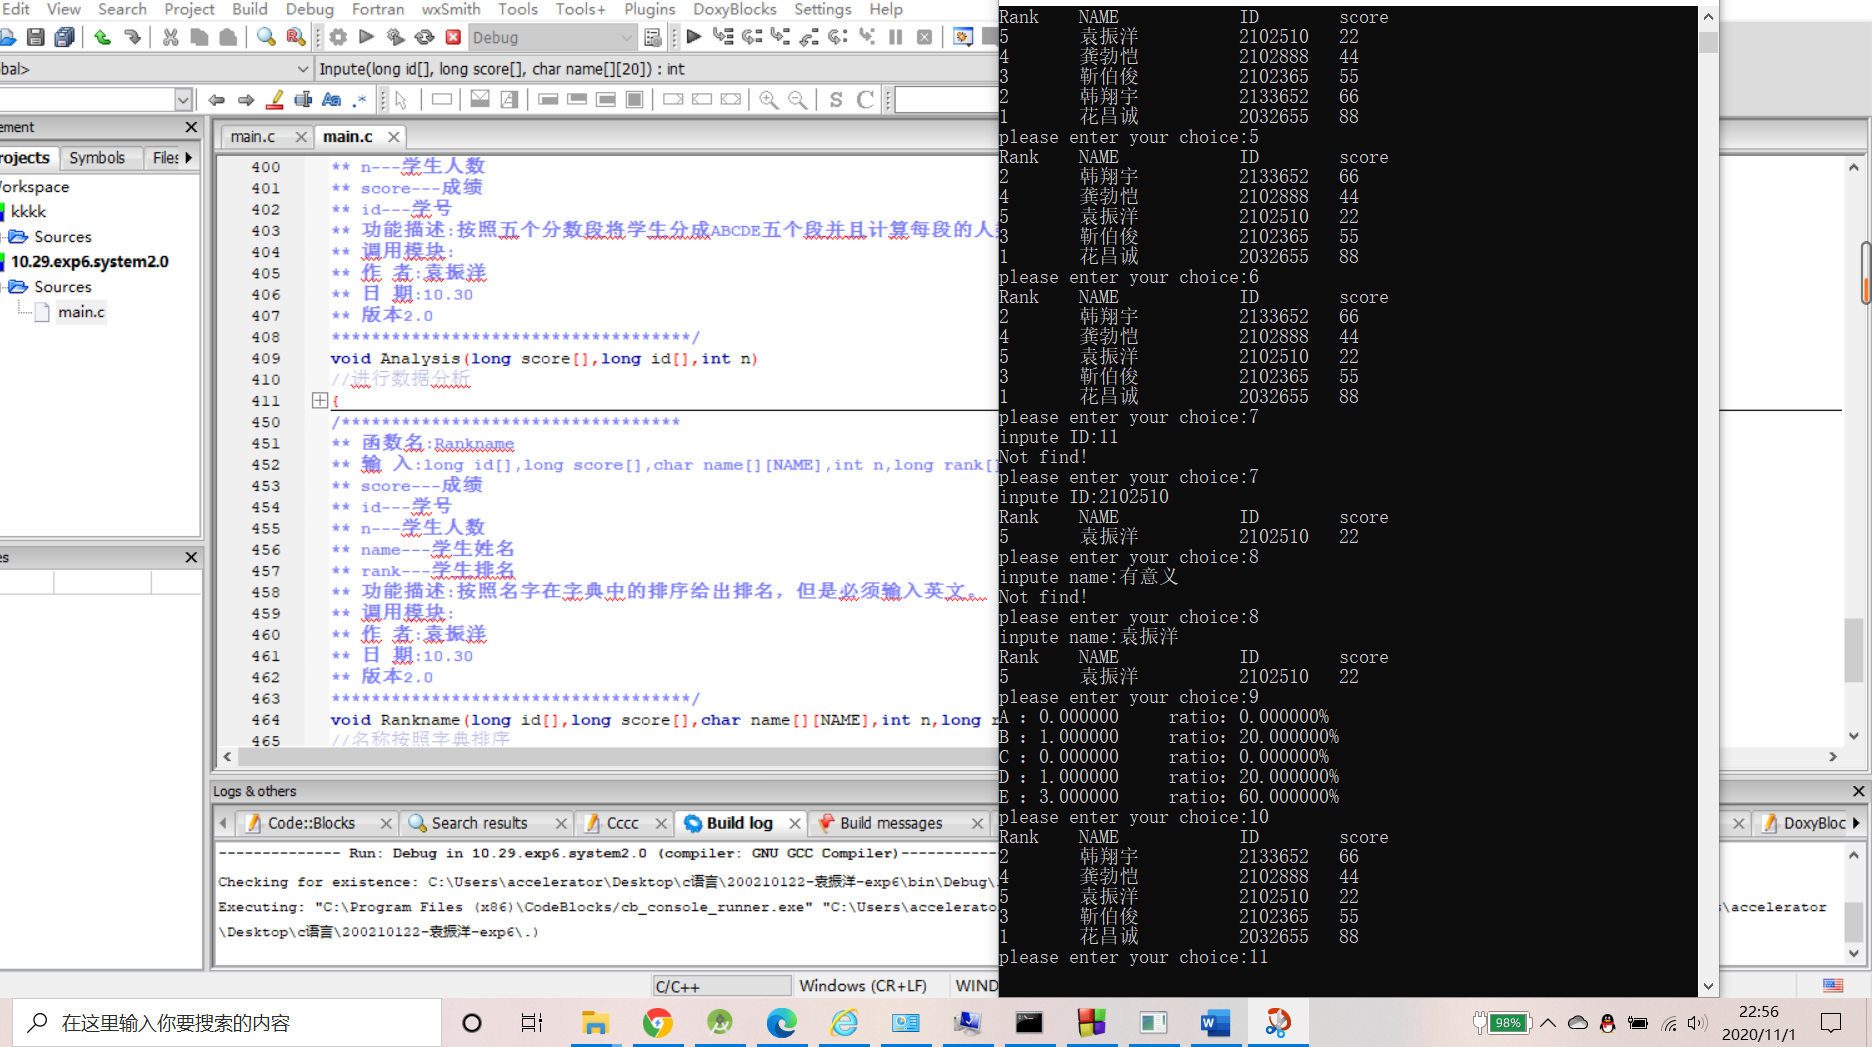 Edit View Search Project Build Debug Fortran wxSmith Tools Tools+ Plugins DoxyBlocks Settings Help
Debug
bal>
Inpute(long id[], long score[], char name[][20]) : int
S C
ement
main.c
main.c
rojects Symbols Files
orkspace
kkkk
Sources
10.29.exp6.system2.0
Sources
main.c
400 ** n---学生人数
401 ** score---成绩
402 ** id---学号
403 ** 功能描述:按照五个分数段将学生分成ABCDE五个段并且计算每段的人
404 ** 调用模块:
405 ** 作 者:袁振洋
406 ** 日 期:10.30
407 ** 版本2.0
408 ************************************/
409 void Analysis(long score[],long id[],int n)
410 //进行数据分析
411 {
450 /**********************************
451 ** 函数名:Rankname
452 ** 输 入:long id[],long score[],char name[][NAME],int n,long rank[]
453 ** score---成绩
454 ** id---学号
455 ** n---学生人数
456 ** name---学生姓名
457 ** rank---学生排名
458 ** 功能描述:按照名字在字典中的排序给出排名，但是必须输入英文。
459 ** 调用模块:
460 ** 作 者:袁振洋
461 ** 日 期:10.30
462 ** 版本2.0
463 ************************************/
464 void Rankname(long id[],long score[],char name[][NAME],int n,long r
465 //名称按照字典排序
es
Logs & others
Code::Blocks Search results Cccc Build log Build messages DoxyBloc
-------------- Run: Debug in 10.29.exp6.system2.0 (compiler: GNU GCC Compiler)-----------
Checking for existence: C:\Users\accelerator\Desktop\c语言\200210122-袁振洋-exp6\bin\Debug\
Executing: "C:\Program Files (x86)\CodeBlocks/cb_console_runner.exe" "C:\Users\accelerato
s\accelerator
\Desktop\c语言\200210122-袁振洋-exp6\.)
C/C++ Windows (CR+LF) WIND
Rank NAME ID score
5 袁振洋 2102510 22
4 龚勃恺 2102888 44
3 靳伯俊 2102365 55
2 韩翔宇 2133652 66
1 花昌诚 2032655 88
please enter your choice:5
Rank NAME ID score
2 韩翔宇 2133652 66
4 龚勃恺 2102888 44
5 袁振洋 2102510 22
3 靳伯俊 2102365 55
1 花昌诚 2032655 88
please enter your choice:6
Rank NAME ID score
2 韩翔宇 2133652 66
4 龚勃恺 2102888 44
5 袁振洋 2102510 22
3 靳伯俊 2102365 55
1 花昌诚 2032655 88
please enter your choice:7
inpute ID:11
Not find!
please enter your choice:7
inpute ID:2102510
Rank NAME ID score
5 袁振洋 2102510 22
please enter your choice:8
inpute name:有意义
Not find!
please enter your choice:8
inpute name:袁振洋
Rank NAME ID score
5 袁振洋 2102510 22
please enter your choice:9
A : 0.000000 ratio: 0.000000%
B : 1.000000 ratio: 20.000000%
C : 0.000000 ratio: 0.000000%
D : 1.000000 ratio: 20.000000%
E : 3.000000 ratio: 60.000000%
please enter your choice:10
Rank NAME ID score
2 韩翔宇 2133652 66
4 龚勃恺 2102888 44
5 袁振洋 2102510 22
3 靳伯俊 2102365 55
1 花昌诚 2032655 88
please enter your choice:11
在这里输入你要搜索的内容
98%
22:56
2020/11/1